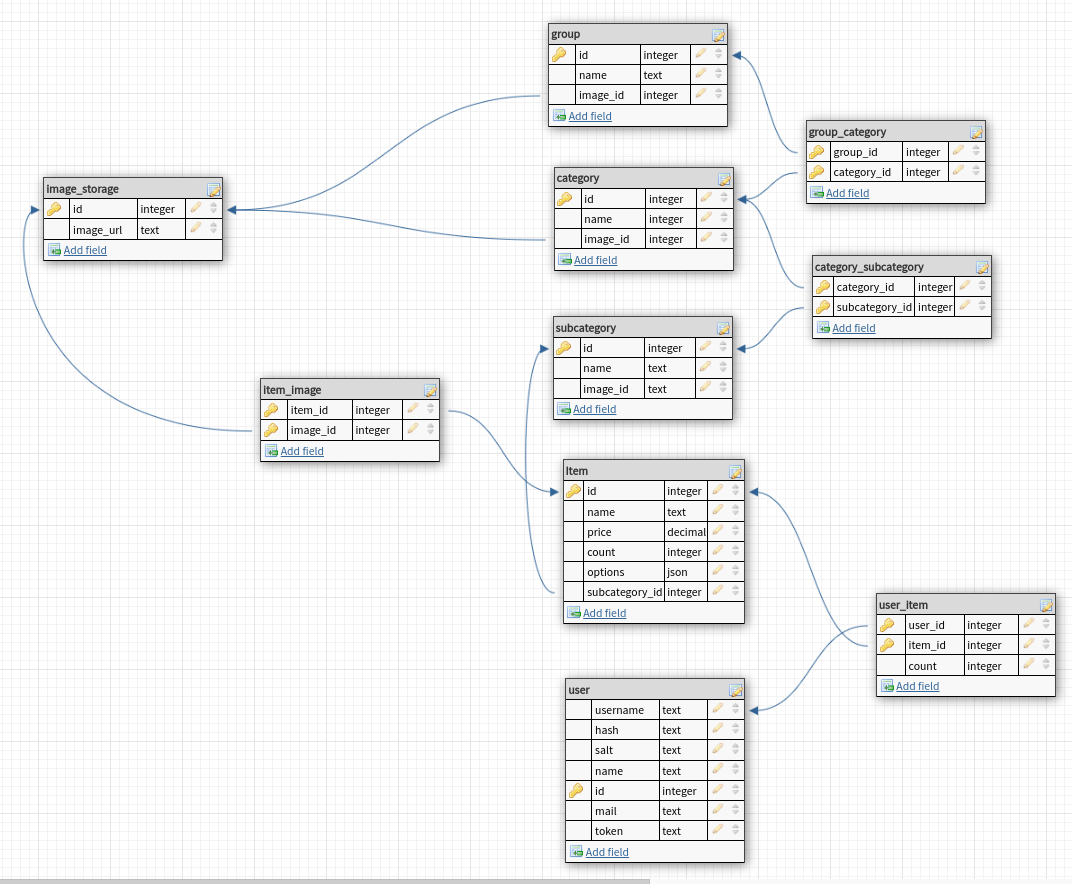 group
id integer
name text
image_id integer
Add field
group_category
group_id integer
category_id integer
Add field
image_storage
id integer
image_url text
Add field
category
id integer
name integer
image_id integer
Add field
category_subcategory
category_id integer
subcategory_id integer
Add field
subcategory
id integer
name text
image_id text
Add field
item_image
item_id integer
image_id integer
Add field
item
id integer
name text
price decimal
count integer
options json
subcategory_id integer
Add field
user_item
user_id integer
item_id integer
count integer
Add field
user
username text
hash text
salt text
name text
id integer
mail text
token text
Add field